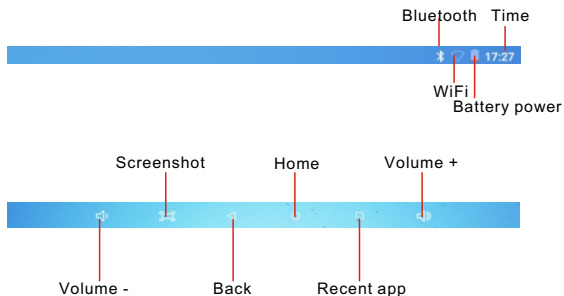 Bluetooth Time
17:27
WiFi
Battery power
Screenshot Home Volume +
Volume - Back Recent app